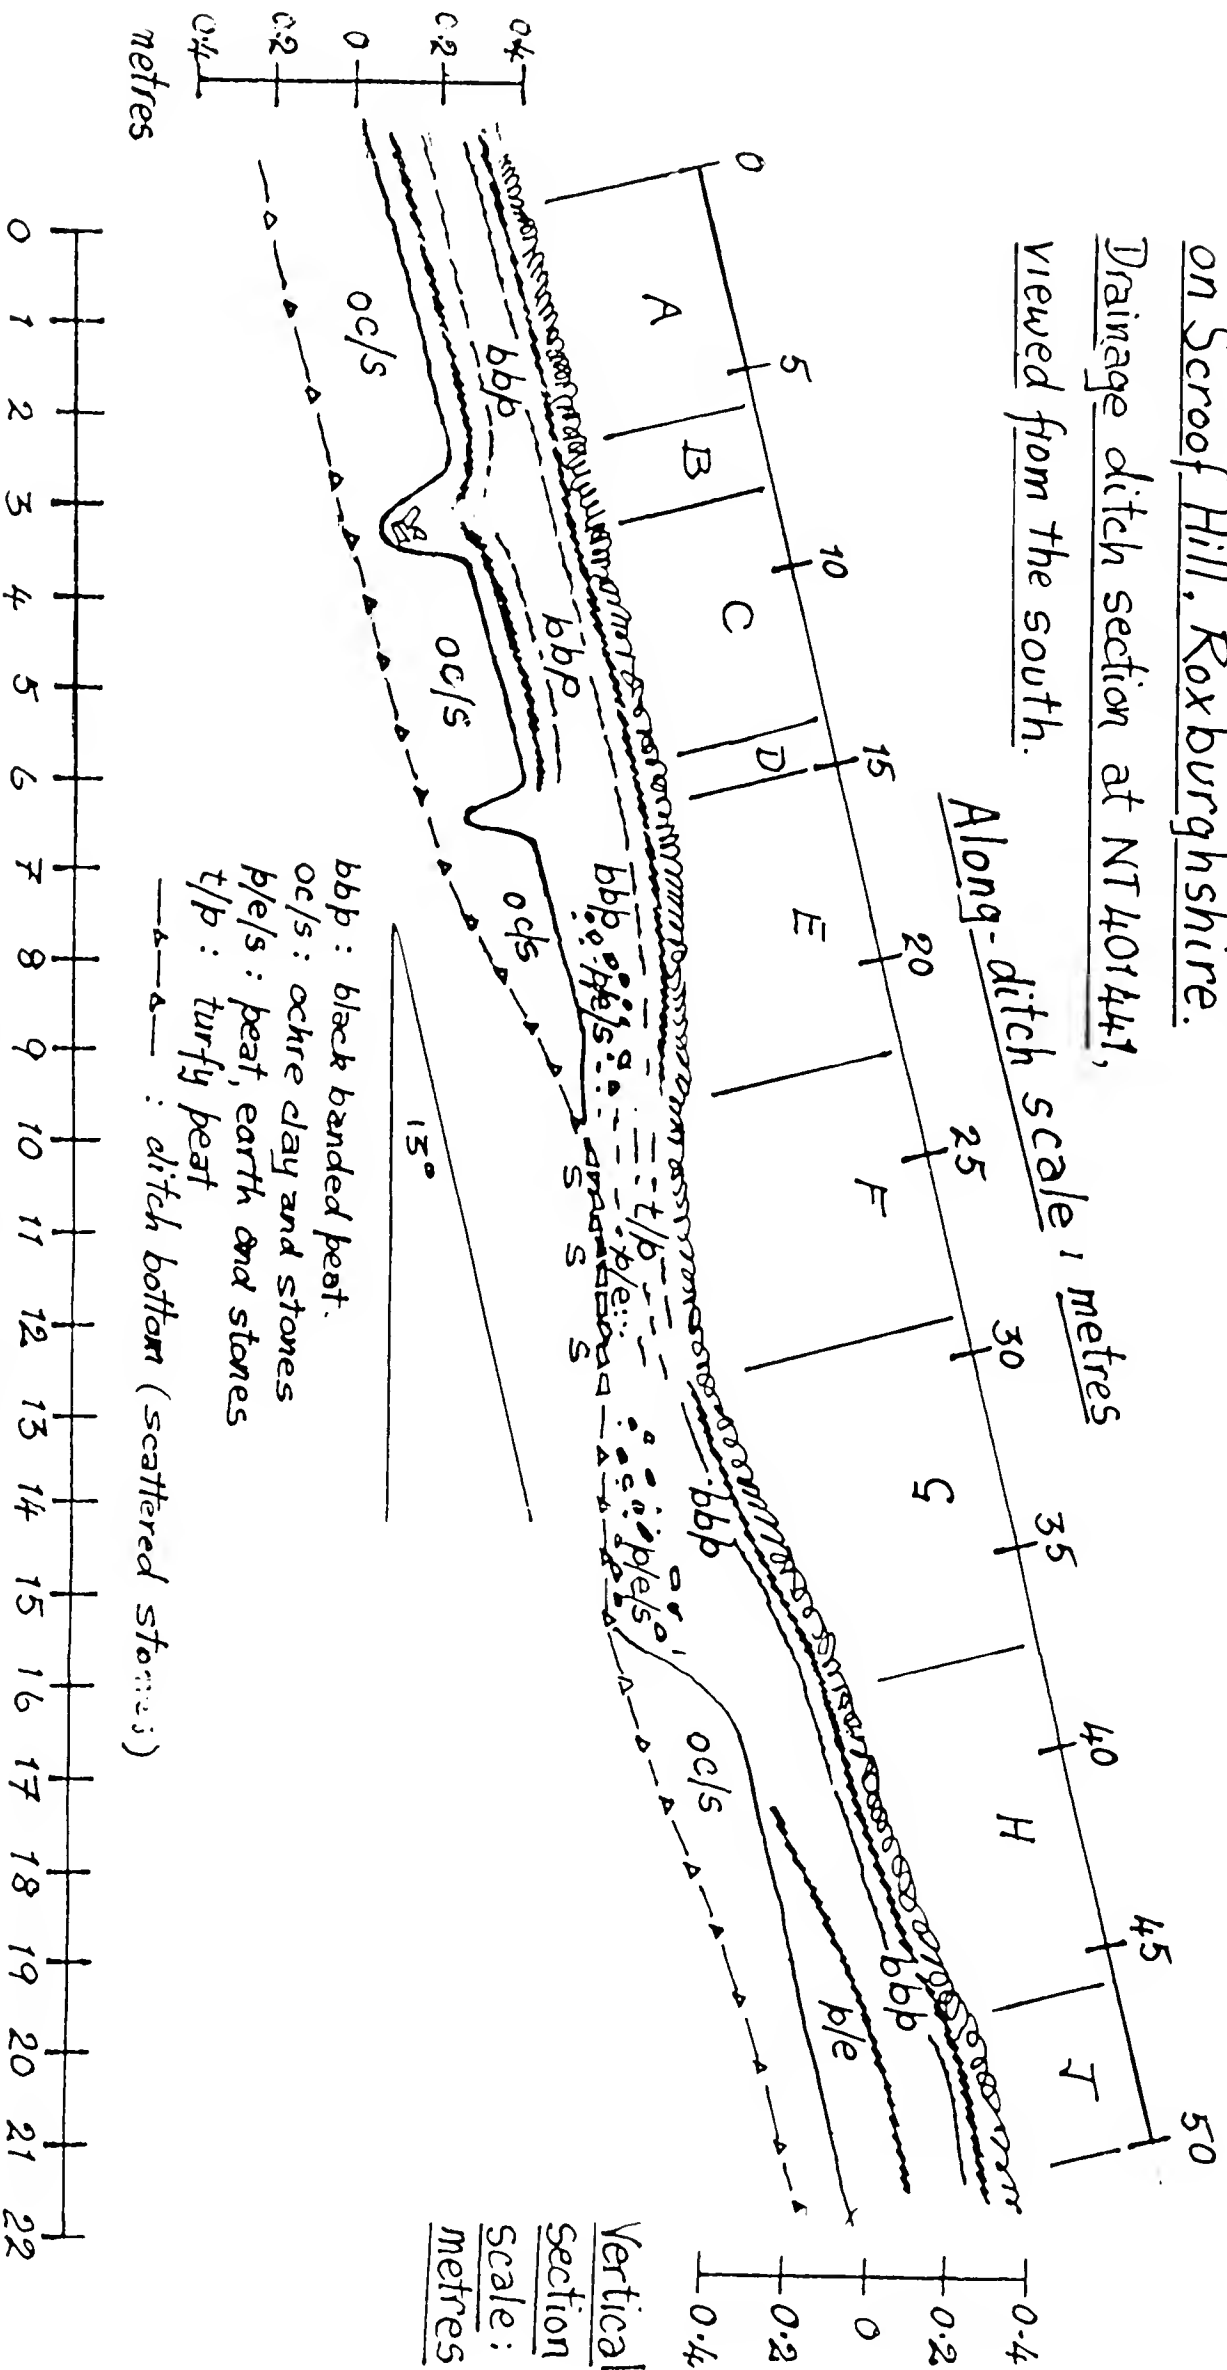 on Scroof Hill, Roxburghshire.
Drainage ditch section at NT 401441,
viewed from the south.
Along-ditch scale: metres
0 5 10 15 20 25 30 35 40 45 50
A B C D E F G H J
0.4
0.2
0
0.2
0.4
metres
bbp
bbp
bbp
p/e/s
t/p
p/e
bbp
p/e/s
bbp
p/e
oc/s
oc/s
oc/s
oc/s
S S S
13°
0.4
0.2
0
0.2
0.4
Vertical
section
scale:
metres
bbp: black banded peat.
oc/s: ochre clay and stones
p/e/s: peat, earth and stones
t/p: turfy peat
: ditch bottom (scattered stones)
0 1 2 3 4 5 6 7 8 9 10 11 12 13 14 15 16 17 18 19 20 21 22